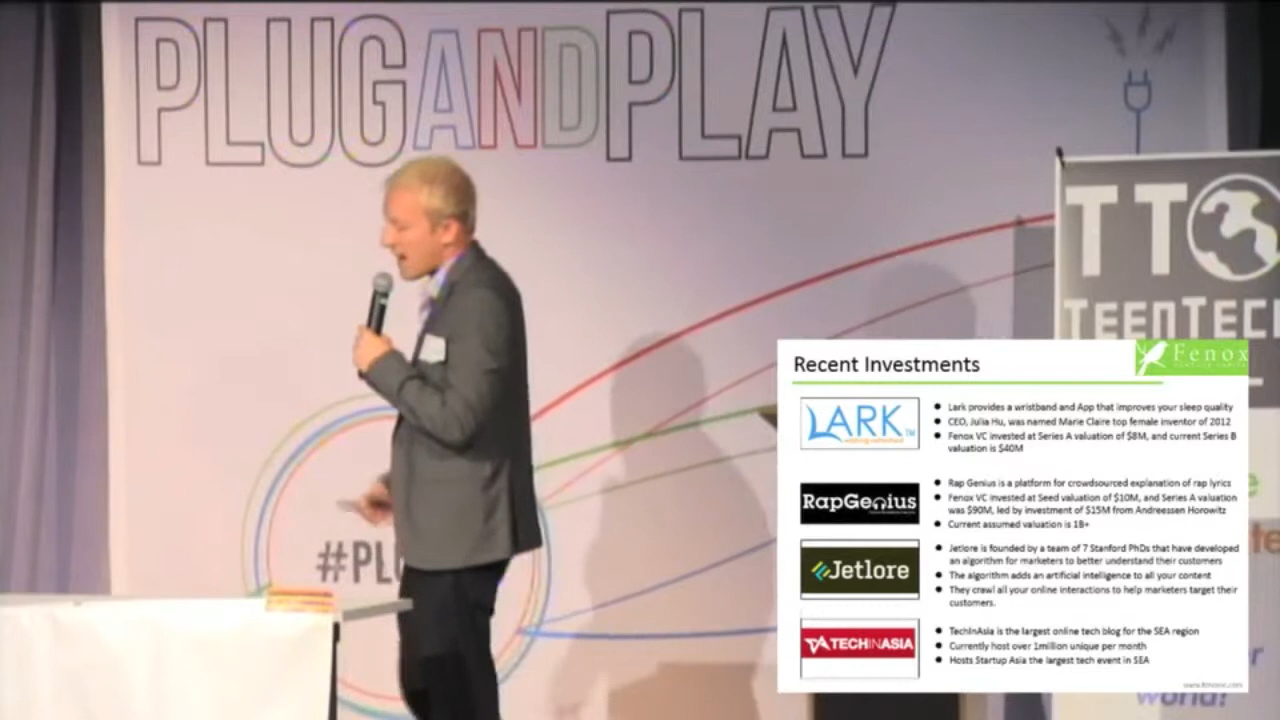 PLUGANDPLAY
TTO
TEENTEC
#PL
Recent Investments
Fenox
LARK
TM
Lark provides a wristband and App that improves your sleep quality
CEO, Julia Hu, was named Marie Claire top female inventor of 2012
Fenox VC invested at Series A valuation of $8M, and current Series B
valuation is $40M
RapGenius
Rap Genius is a platform for crowdsourced explanation of rap lyrics
Fenox VC invested at Seed valuation of $10M, and Series A valuation
was $90M, led by investment of $15M from Andreessen Horowitz
Current assumed valuation is 1B+
Jetlore
Jetlore is founded by a team of 7 Stanford PhDs that have developed
an algorithm for marketers to better understand their customers
The algorithm adds an artificial intelligence to all your content
They crawl all your online interactions to help marketers target their
customers.
TECHINASIA
TechInAsia is the largest online tech blog for the SEA region
Currently host over 1million unique per month
Hosts Startup Asia the largest tech event in SEA
world!